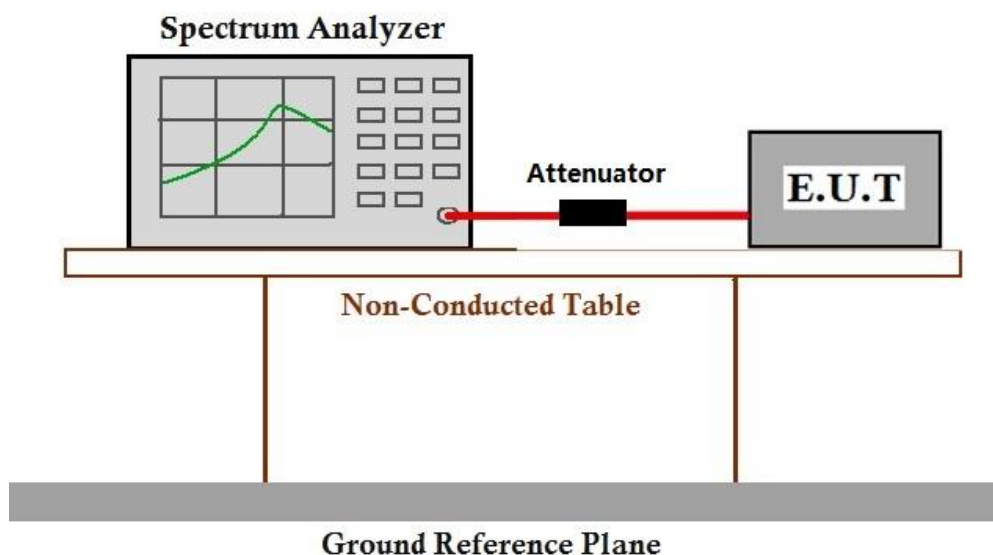 Spectrum Analyzer
Attenuator
E.U.T
Non-Conducted Table
Ground Reference Plane